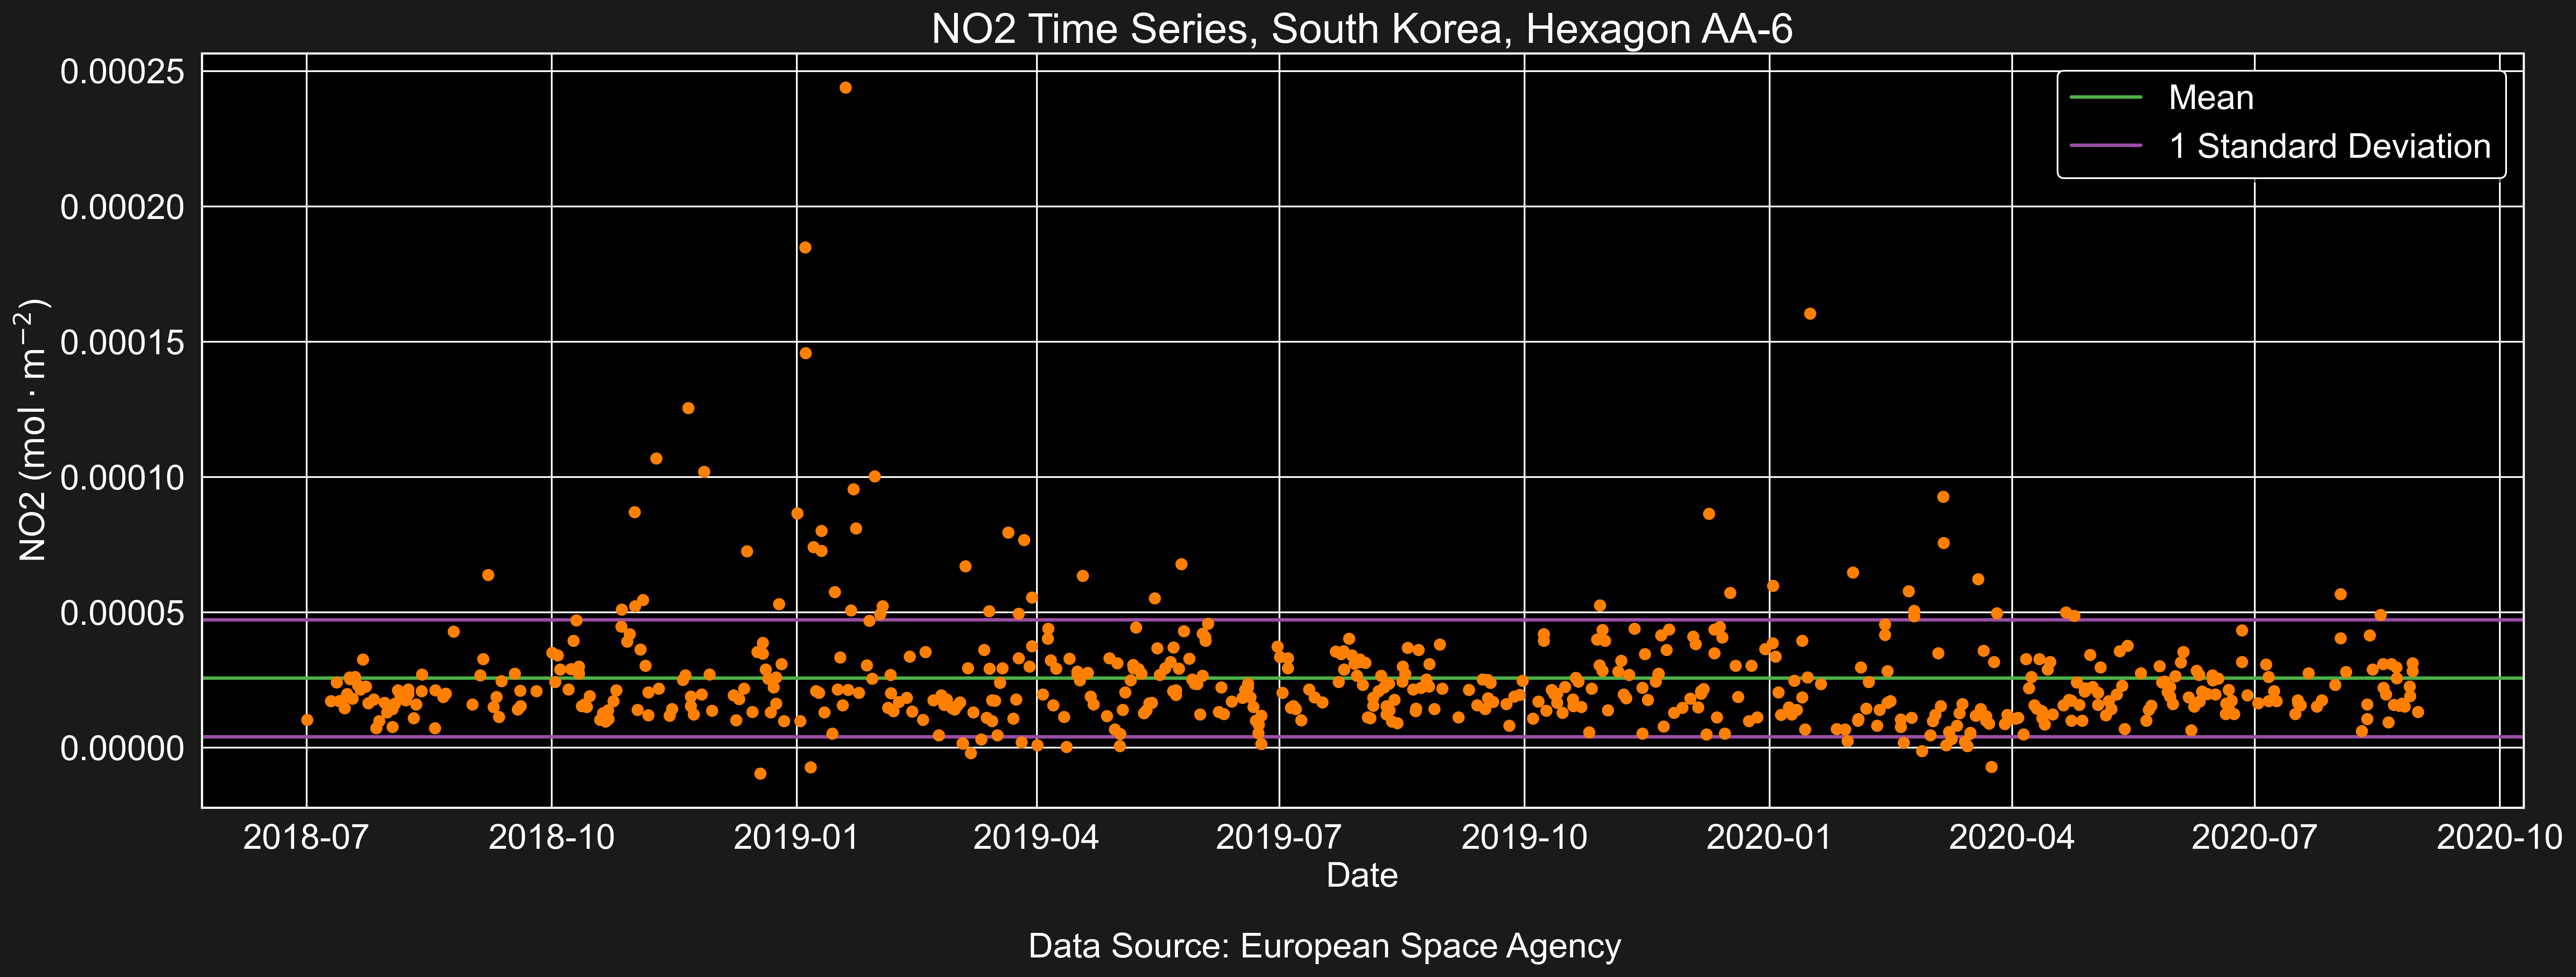 NO2 Time Series, South Korea, Hexagon AA-6
NO2 (mol · m⁻²)
0.00025
0.00020
0.00015
0.00010
0.00005
0.00000
Mean
1 Standard Deviation
2018-07 2018-10 2019-01 2019-04 2019-07 2019-10 2020-01 2020-04 2020-07 2020-10
Date
Data Source: European Space Agency